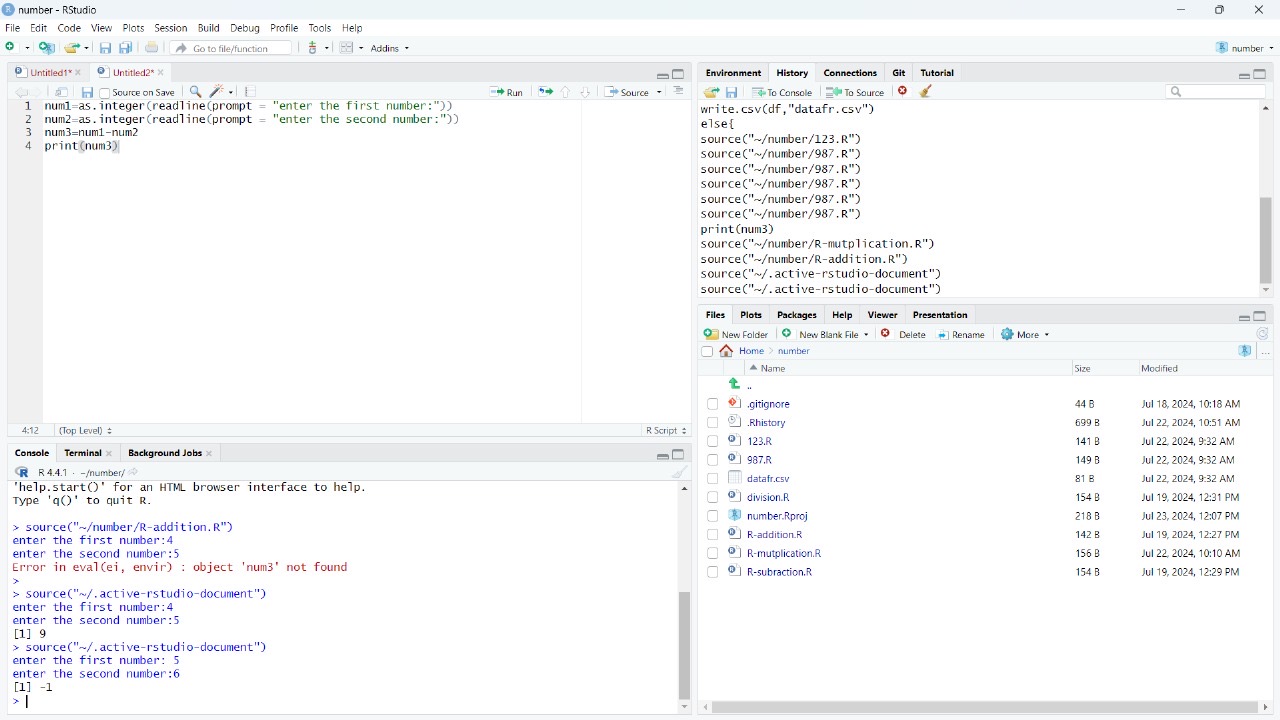 number - RStudio
File Edit Code View Plots Session Build Debug Profile Tools Help
Go to file/function Addins number
Untitled1* Untitled2*
Source on Save Run Source
1 num1=as.integer(readline(prompt = "enter the first number:"))
2 num2=as.integer(readline(prompt = "enter the second number:"))
3 num3=num1-num2
4 print(num3)
4:12 (Top Level) R Script
Console Terminal Background Jobs
R 4.4.1 · ~/number/
'help.start()' for an HTML browser interface to help.
Type 'q()' to quit R.
> source("~/number/R-addition.R")
enter the first number:4
enter the second number:5
Error in eval(ei, envir) : object 'num3' not found
>
> source("~/.active-rstudio-document")
enter the first number:4
enter the second number:5
[1] 9
> source("~/.active-rstudio-document")
enter the first number: 5
enter the second number:6
[1] -1
>
Environment History Connections Git Tutorial
To Console To Source
write.csv(df,"datafr.csv")
else{
source("~/number/123.R")
source("~/number/987.R")
source("~/number/987.R")
source("~/number/987.R")
source("~/number/987.R")
source("~/number/987.R")
print(num3)
source("~/number/R-mutplication.R")
source("~/number/R-addition.R")
source("~/.active-rstudio-document")
source("~/.active-rstudio-document")
Files Plots Packages Help Viewer Presentation
New Folder New Blank File Delete Rename More
Home number ...
Name Size Modified
..
.gitignore 44 B Jul 18, 2024, 10:18 AM
.Rhistory 699 B Jul 22, 2024, 10:51 AM
123.R 141 B Jul 22, 2024, 9:32 AM
987.R 149 B Jul 22, 2024, 9:32 AM
datafr.csv 81 B Jul 22, 2024, 9:32 AM
division.R 154 B Jul 19, 2024, 12:31 PM
number.Rproj 218 B Jul 23, 2024, 12:07 PM
R-addition.R 142 B Jul 19, 2024, 12:27 PM
R-mutplication.R 156 B Jul 22, 2024, 10:10 AM
R-subraction.R 154 B Jul 19, 2024, 12:29 PM